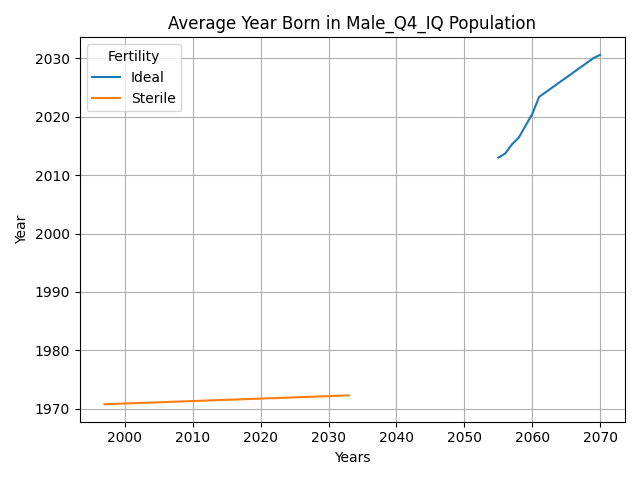 Average Year Born in Male_Q4_IQ Population
Fertility
Ideal
Sterile
Year
2030
2020
2010
2000
1990
1980
1970
2000 2010 2020 2030 2040 2050 2060 2070
Years